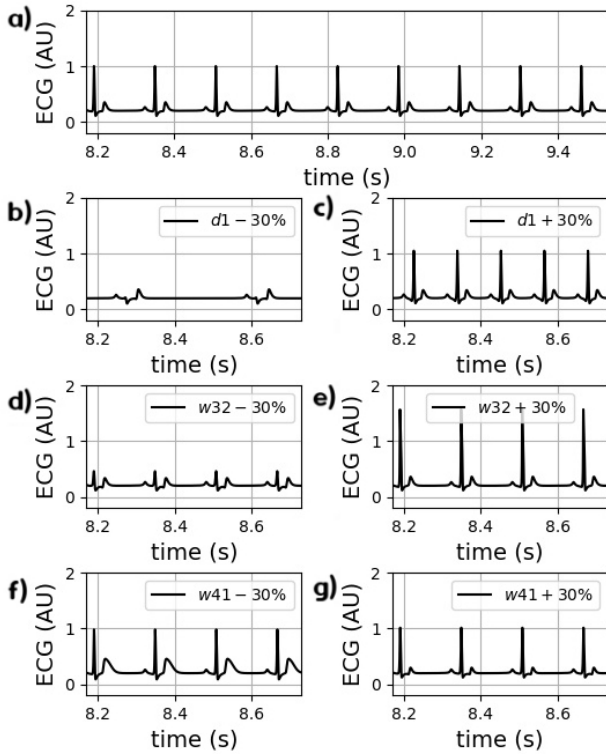 a)
ECG (AU)
2
1
0
8.2 8.4 8.6 8.8 9.0 9.2 9.4
time (s)
b)
ECG (AU)
2
1
0
d1 − 30%
8.2 8.4 8.6
time (s)
c)
ECG (AU)
2
1
0
d1 + 30%
8.2 8.4 8.6
time (s)
d)
ECG (AU)
2
1
0
w32 − 30%
8.2 8.4 8.6
time (s)
e)
ECG (AU)
2
1
0
w32 + 30%
8.2 8.4 8.6
time (s)
f)
ECG (AU)
2
1
0
w41 − 30%
8.2 8.4 8.6
time (s)
g)
ECG (AU)
2
1
0
w41 + 30%
8.2 8.4 8.6
time (s)